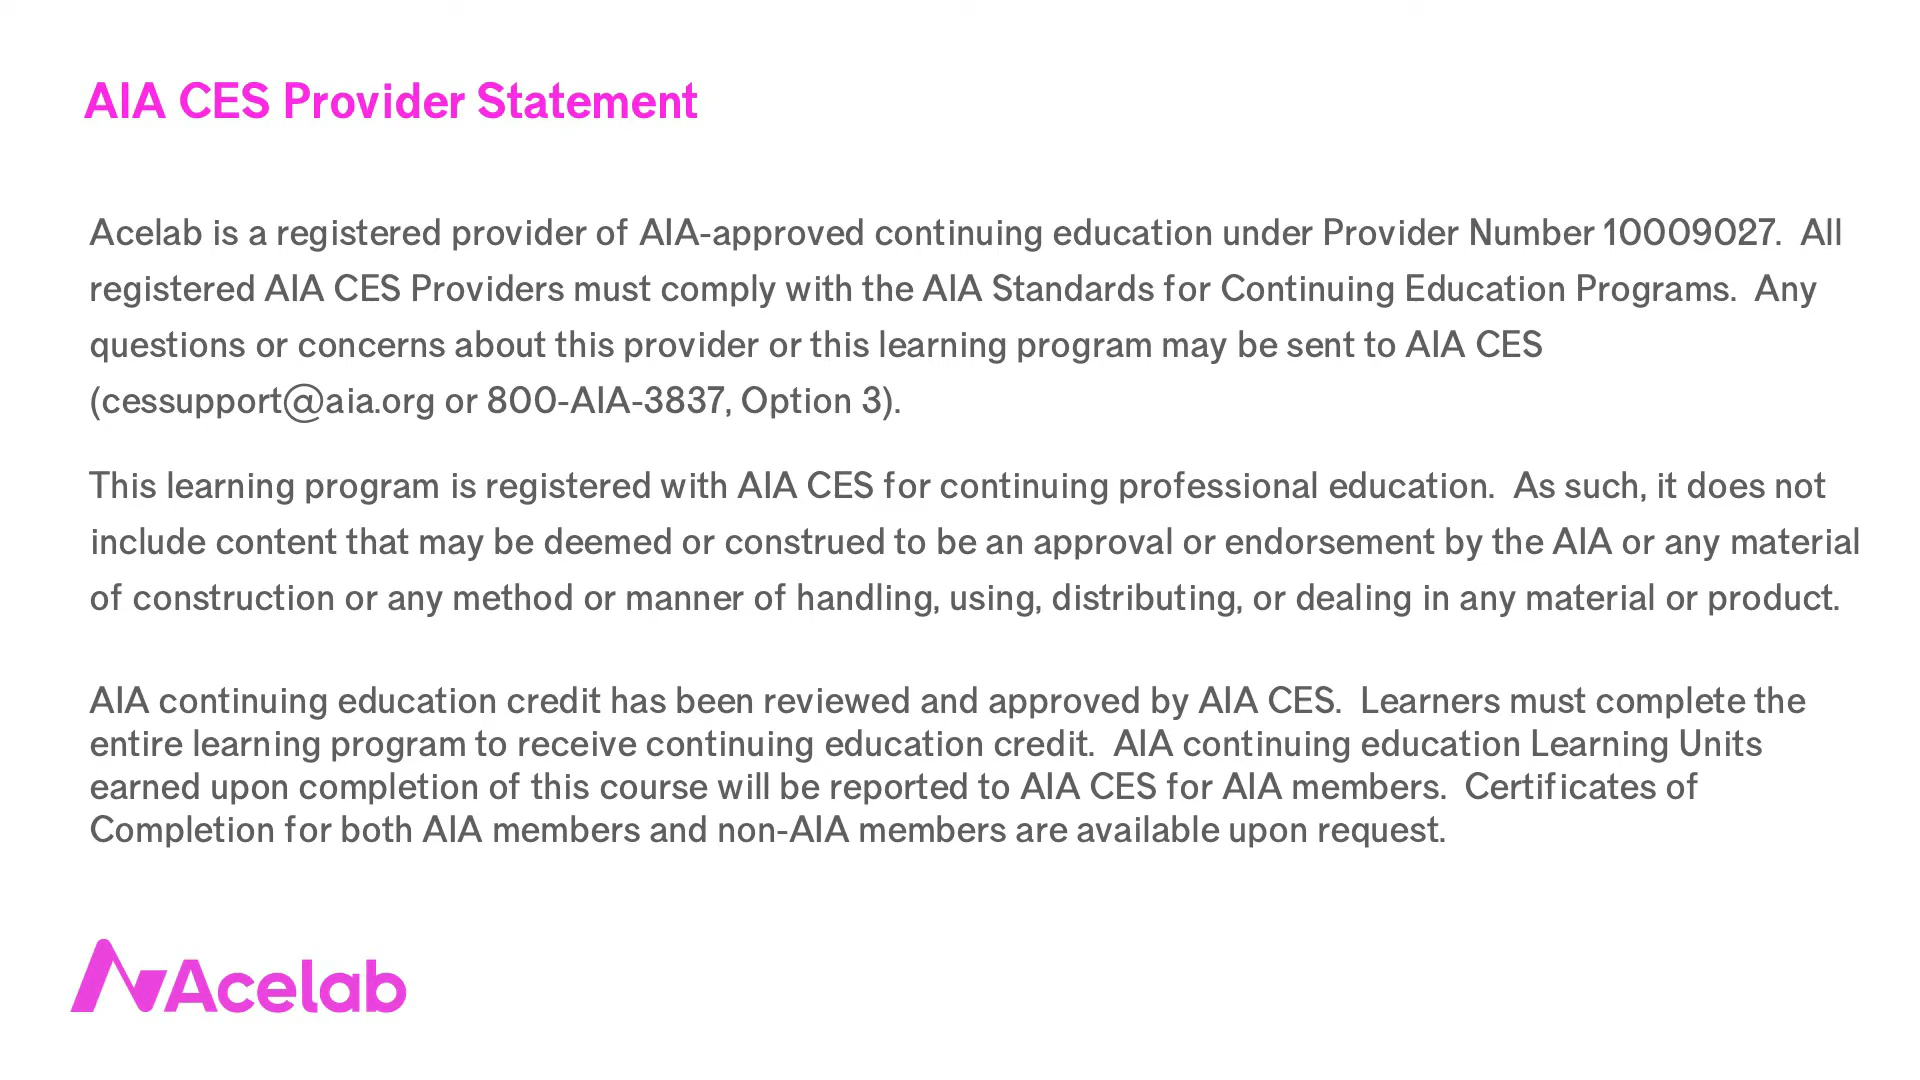 AIA CES Provider Statement
Acelab is a registered provider of AIA-approved continuing education under Provider Number 10009027.  All
registered AIA CES Providers must comply with the AIA Standards for Continuing Education Programs.  Any
questions or concerns about this provider or this learning program may be sent to AIA CES
(cessupport@aia.org or 800-AIA-3837, Option 3).
This learning program is registered with AIA CES for continuing professional education.  As such, it does not
include content that may be deemed or construed to be an approval or endorsement by the AIA or any material
of construction or any method or manner of handling, using, distributing, or dealing in any material or product.
AIA continuing education credit has been reviewed and approved by AIA CES.  Learners must complete the
entire learning program to receive continuing education credit.  AIA continuing education Learning Units
earned upon completion of this course will be reported to AIA CES for AIA members.  Certificates of
Completion for both AIA members and non-AIA members are available upon request.
Acelab